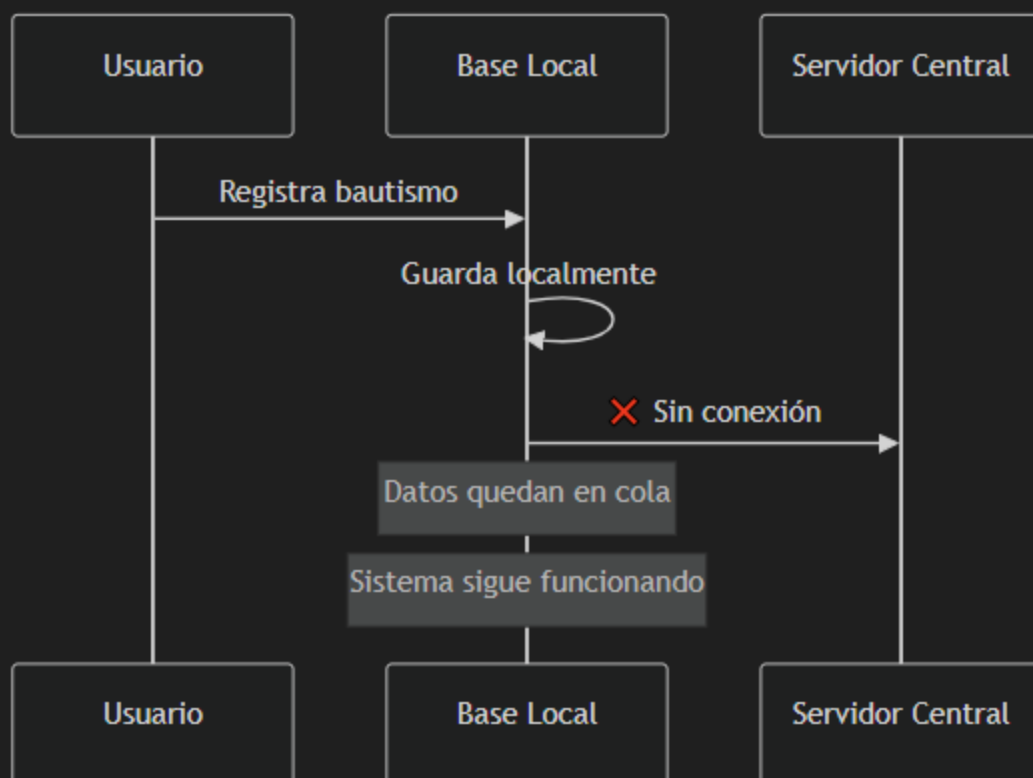 Usuario
Base Local
Servidor Central
Registra bautismo
Guarda localmente
❌ Sin conexión
Datos quedan en cola
Sistema sigue funcionando
Usuario
Base Local
Servidor Central